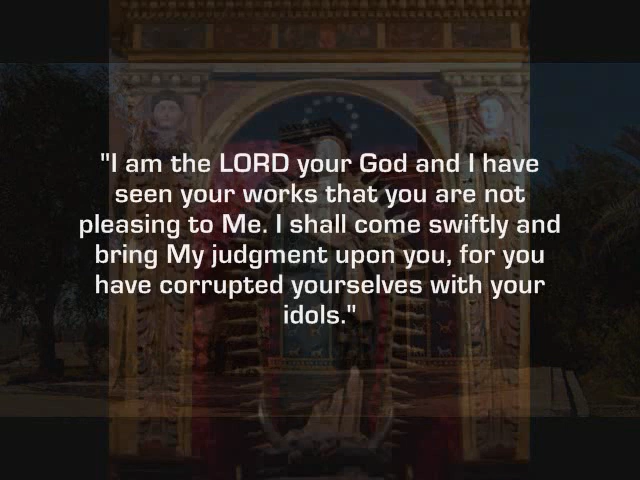 "I am the LORD your God and I have
seen your works that you are not
pleasing to Me. I shall come swiftly and
bring My judgment upon you, for you
have corrupted yourselves with your
idols."